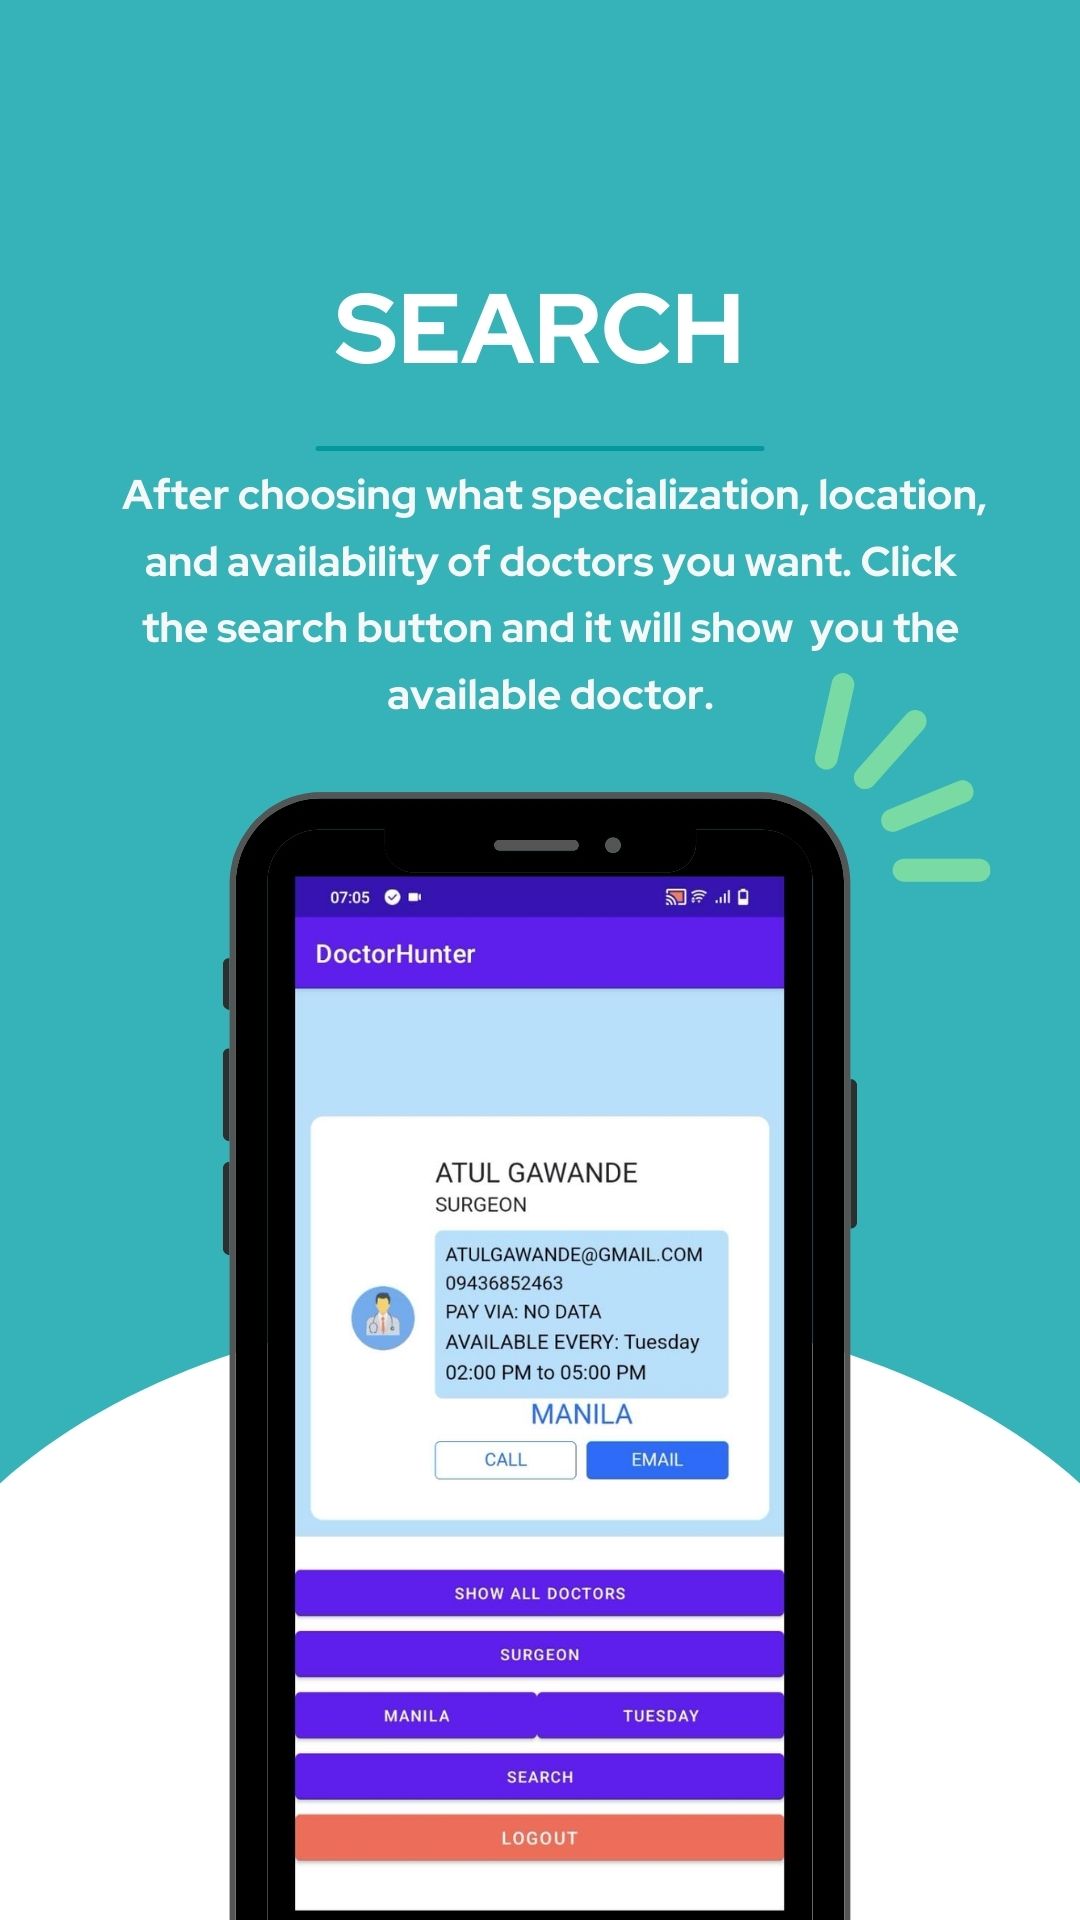 SEARCH
After choosing what specialization, location,
and availability of doctors you want. Click
the search button and it will show  you the
available doctor.
07:05
DoctorHunter
ATUL GAWANDE
SURGEON
ATULGAWANDE@GMAIL.COM
09436852463
PAY VIA: NO DATA
AVAILABLE EVERY: Tuesday
02:00 PM to 05:00 PM
MANILA
CALL EMAIL
SHOW ALL DOCTORS
SURGEON
MANILA TUESDAY
SEARCH
LOGOUT